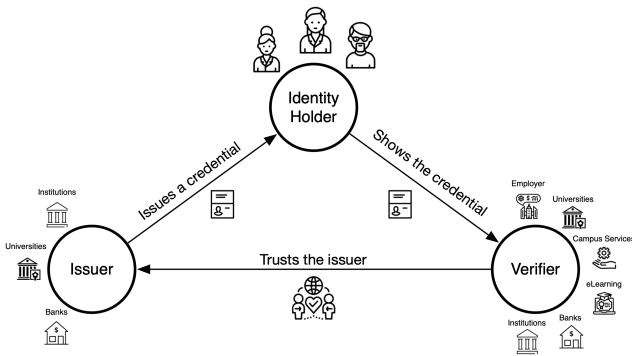 Identity
Holder
Issues a credential
Shows the credential
Institutions
Employer
Universities
Universities
Campus Services
Issuer
Trusts the issuer
Verifier
eLearning
Banks
Institutions
Banks